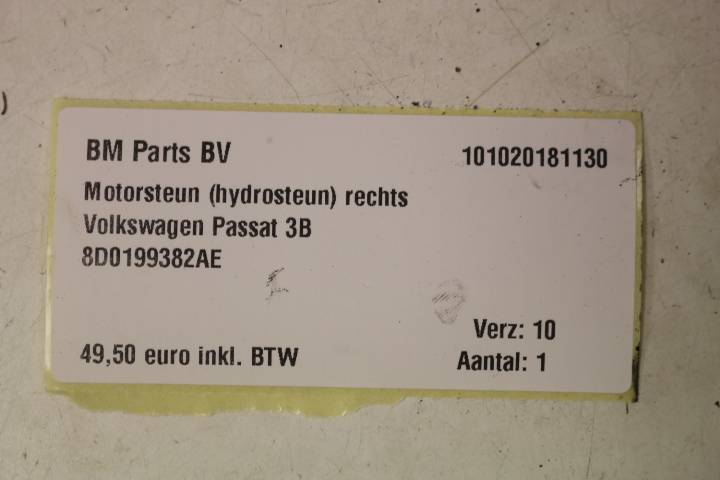 )
BM Parts BV 101020181130
Motorsteun (hydrosteun) rechts
Volkswagen Passat 3B
8D0199382AE
Verz: 10
49,50 euro inkl. BTW Aantal: 1